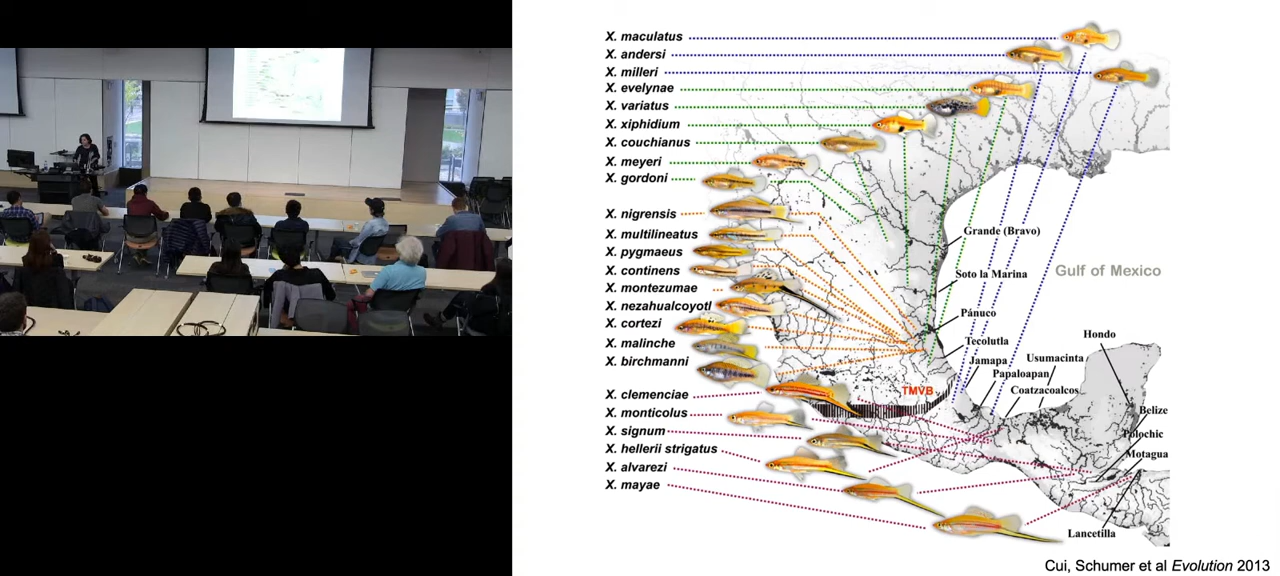 X. maculatus
X. andersi
X. milleri
X. evelynae
X. variatus
X. xiphidium
X. couchianus
X. meyeri
X. gordoni
X. nigrensis
X. multilineatus
X. pygmaeus
X. continens
X. montezumae
X. nezahualcoyotl
X. cortezi
X. malinche
X. birchmanni
X. clemenciae
X. monticolus
X. signum
X. hellerii strigatus
X. alvarezi
X. mayae
Grande (Bravo)
Gulf of Mexico
Soto la Marina
Pánuco
Tecolutla
Hondo
Jamapa
Usumacinta
Papaloapan
TMVB
Coatzacoalcos
Belize
Polochic
Motagua
Lancetilla
Cui, Schumer et al Evolution 2013